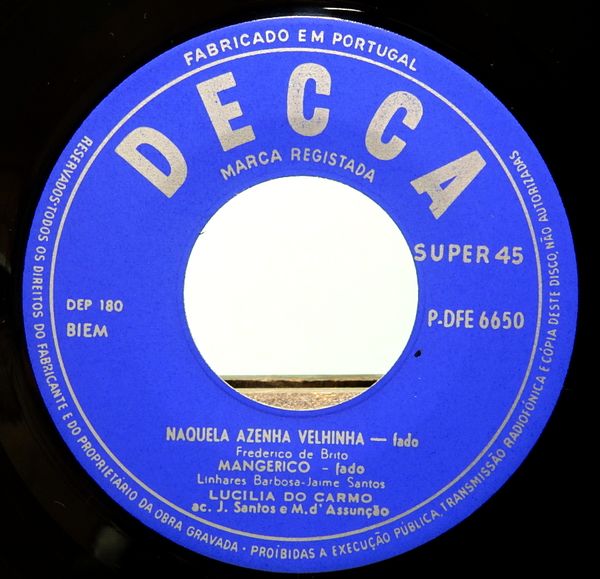 FABRICADO EM PORTUGAL
DECCA
MARCA REGISTADA
SUPER 45
DEP 180
BIEM
P-DFE 6650
NAQUELA AZENHA VELHINHA — fado
Frederico de Brito
MANGERICO - fado
Linhares Barbosa-Jaime Santos
LUCILIA DO CARMO
ac. J. Santos e M. d' Assunção
RESERVADOS·TODOS OS DIREITOS DO FABRICANTE E DO PROPRIETARIO DA OBRA GRAVADA · PROÍBIDAS A EXECUÇÃO PÚBLICA, TRANSMISSÃO RADIOFÓNICA E CÓPIA DESTE DISCO, NÃO AUTORIZADAS